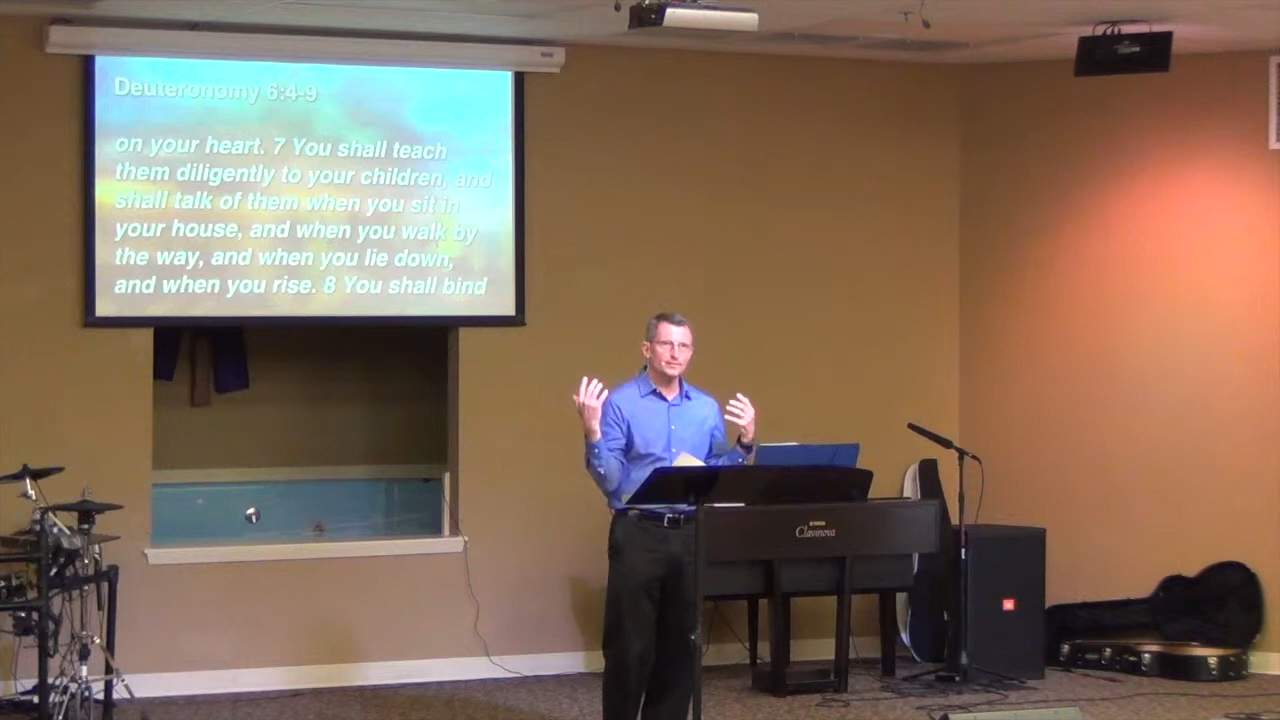 Deuteronomy 6:4-9
on your heart. 7 You shall teach
them diligently to your children, and
shall talk of them when you sit in
your house, and when you walk by
the way, and when you lie down,
and when you rise. 8 You shall bind
YAMAHA
Clavinova
JBL